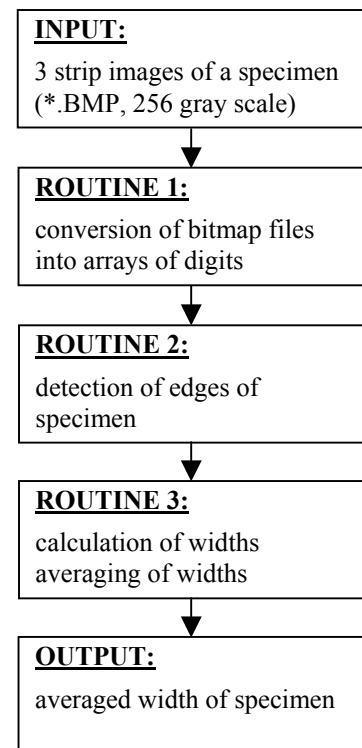 INPUT:
3 strip images of a specimen
(*.BMP, 256 gray scale)
ROUTINE 1:
conversion of bitmap files
into arrays of digits
ROUTINE 2:
detection of edges of
specimen
ROUTINE 3:
calculation of widths
averaging of widths
OUTPUT:
averaged width of specimen